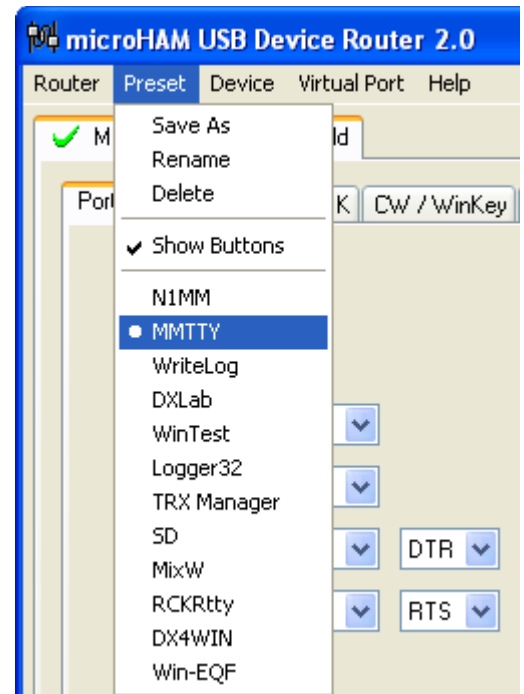 microHAM USB Device Router 2.0
Router Preset Device Virtual Port Help
M ld
Save As
Rename
Delete
Port K CW / WinKey
Show Buttons
N1MM
MMTTY
WriteLog
DXLab
WinTest
Logger32
TRX Manager
SD
DTR
MixW
RCKRtty
RTS
DX4WIN
Win-EQF